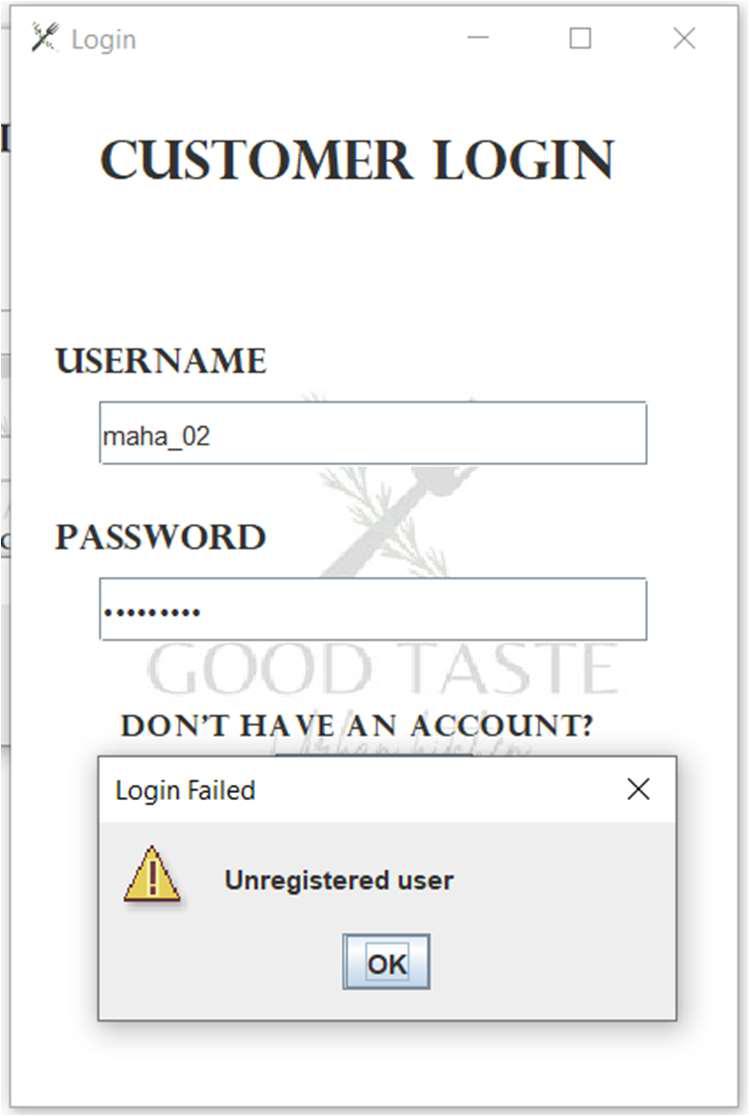 Login
CUSTOMER LOGIN
USERNAME
maha_02
PASSWORD
•••••••••
GOOD TASTE
DON'T HAVE AN ACCOUNT?
Login Failed
Unregistered user
OK